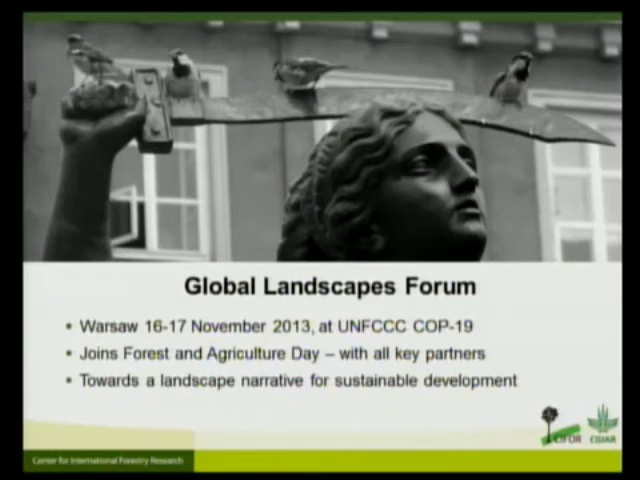 Global Landscapes Forum
• Warsaw 16-17 November 2013, at UNFCCC COP-19
• Joins Forest and Agriculture Day – with all key partners
• Towards a landscape narrative for sustainable development
CIFOR
CGIAR
Center for International Forestry Research